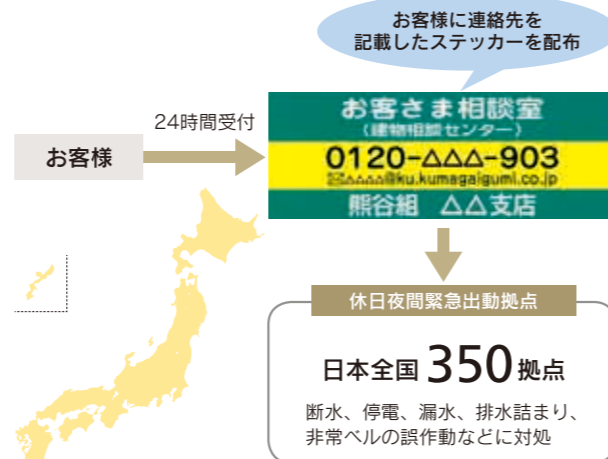 お客様に連絡先を
記載したステッカーを配布
24時間受付
お客様
お客さま相談室
（建物相談センター）
0120-△△△-903
✉△△△△@ku.kumagaigumi.co.jp
熊谷組　△△支店
休日夜間緊急出動拠点
日本全国 350 拠点
断水、停電、漏水、排水詰まり、
非常ベルの誤作動などに対処